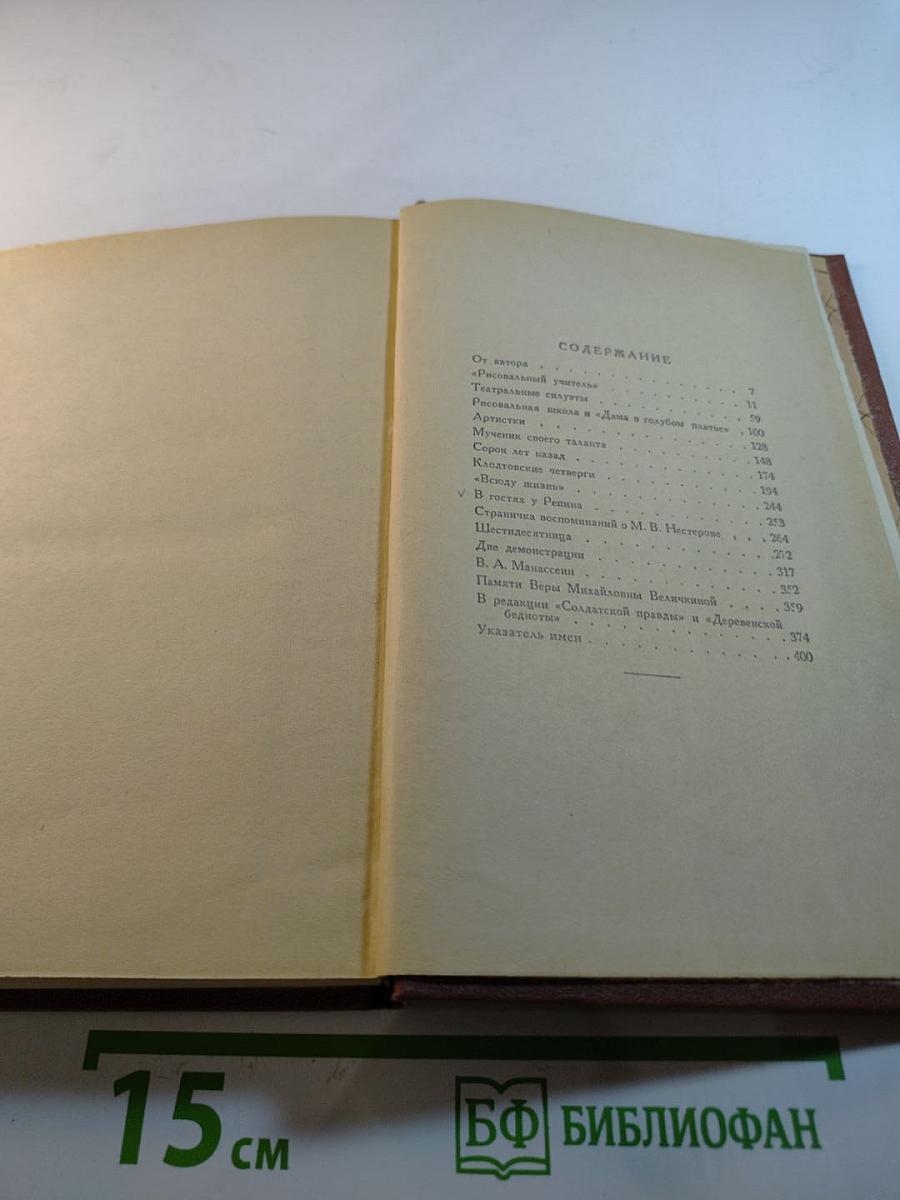 СОДЕРЖАНИЕ
От автора . . . . . . . . . . . . . 7
«Рисовальный учитель» . . . . . . . . . 11
Театральные силуэты . . . . . . . . . . 59
Рисовальная школа и «Дама в голубом платье» . 100
Артистки . . . . . . . . . . . . . 128
Мученик своего таланта . . . . . . . . . 148
Сорок лет назад . . . . . . . . . . . 174
Клодтовские четверги . . . . . . . . . . 194
«Всюду жизнь» . . . . . . . . . . . . 244
√ В гостях у Репина . . . . . . . . . . . 253
Страничка воспоминаний о М. В. Нестерове . . . 264
Шестидесятница . . . . . . . . . . . . 272
Две демонстрации . . . . . . . . . . . 317
В. А. Манассеин . . . . . . . . . . . . 352
Памяти Веры Михайловны Величкиной . . . . 359
В редакции «Солдатской правды» и «Деревенской
бедноты» . . . . . . . . . . . . . 374
Указатель имен . . . . . . . . . . . . 400
15 см
БФ БИБЛИОФАН